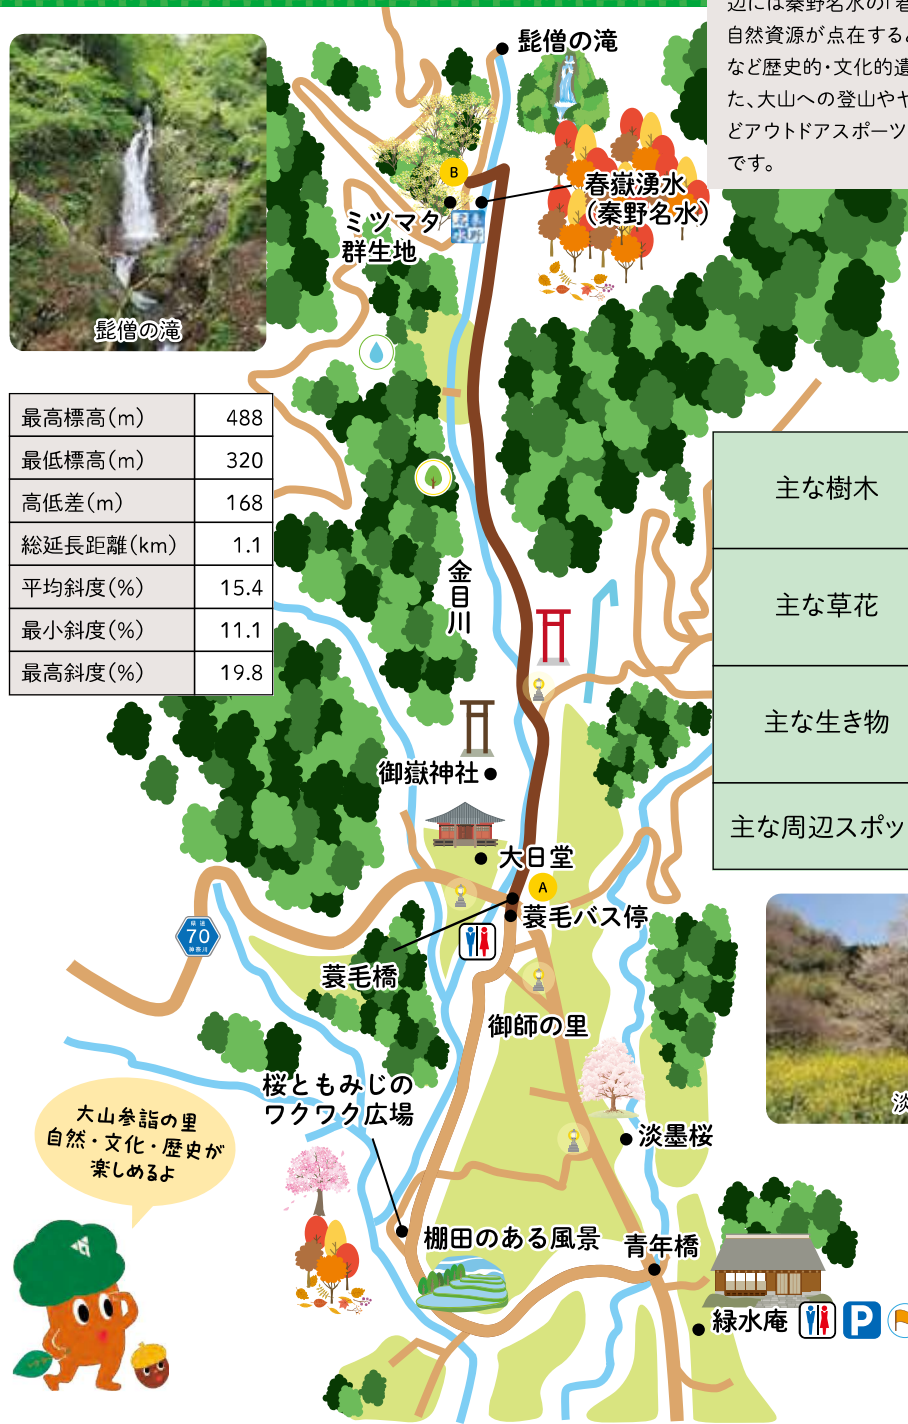 辺には秦野名水の「春
自然資源が点在すると
など歴史的・文化的遺
た、大山への登山やヤ
どアウトドアスポーツ
です。
髭僧の滝
髭僧の滝
B
春嶽湧水
(秦野名水)
ミツマタ
群生地
最高標高(m) 488
最低標高(m) 320
高低差(m) 168
総延長距離(km) 1.1
平均斜度(%) 15.4
最小斜度(%) 11.1
最高斜度(%) 19.8
主な樹木
主な草花
主な生き物
主な周辺スポッ
金目川
御嶽神社
大日堂
A
蓑毛バス停
県道
70
神奈川
蓑毛橋
御師の里
桜ともみじの
ワクワク広場
淡墨桜
淡
大山参詣の里
自然・文化・歴史が
楽しめるよ
棚田のある風景
青年橋
緑水庵
P